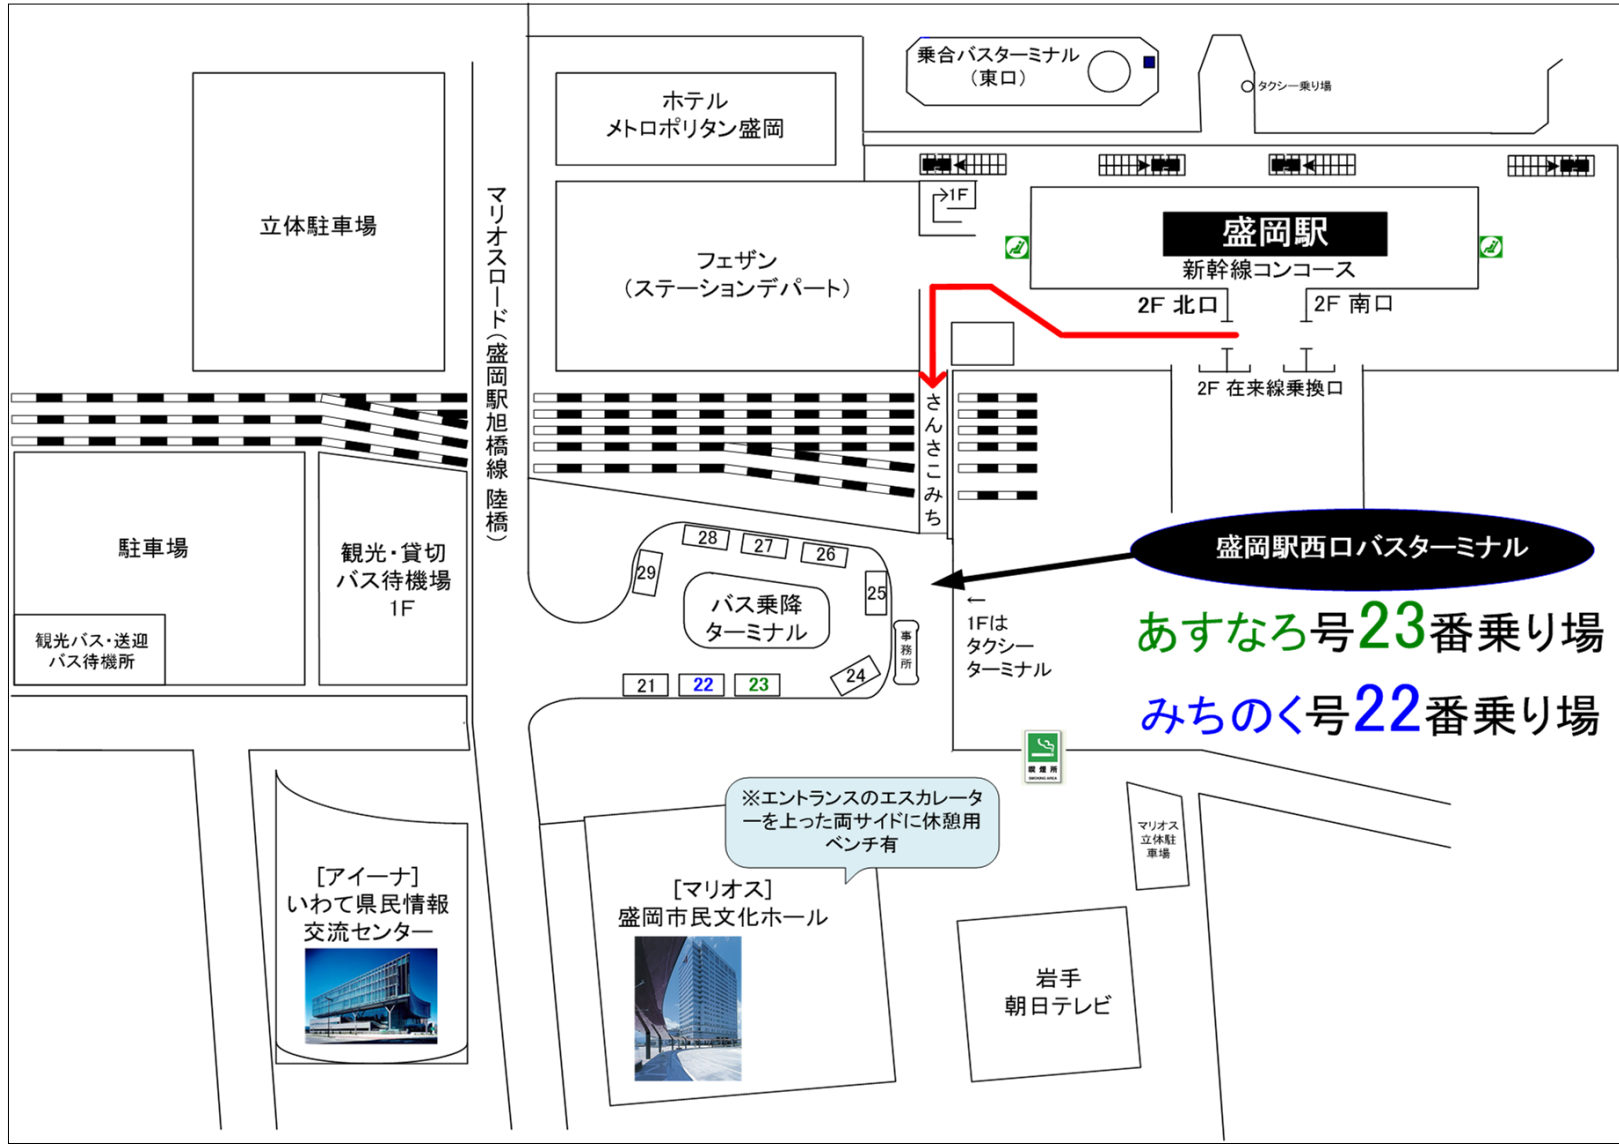 乗合バスターミナル
（東口）
タクシー乗り場
ホテル
メトロポリタン盛岡
立体駐車場
マリオスロード（盛岡駅旭橋線 陸橋）
1F
フェザン
（ステーションデパート）
盛岡駅
新幹線コンコース
2F 北口
2F 南口
2F 在来線乗換口
さんさこみち
駐車場
観光・貸切
バス待機場
1F
観光バス・送迎
バス待機所
28
27
26
29
25
バス乗降
ターミナル
事務所
24
21
22
23
←
1Fは
タクシー
ターミナル
盛岡駅西口バスターミナル
あすなろ号23番乗り場
みちのく号22番乗り場
喫煙所
SMOKING AREA
※エントランスのエスカレータ
ーを上った両サイドに休憩用
ベンチ有
マリオス
立体駐
車場
［アイーナ］
いわて県民情報
交流センター
［マリオス］
盛岡市民文化ホール
岩手
朝日テレビ